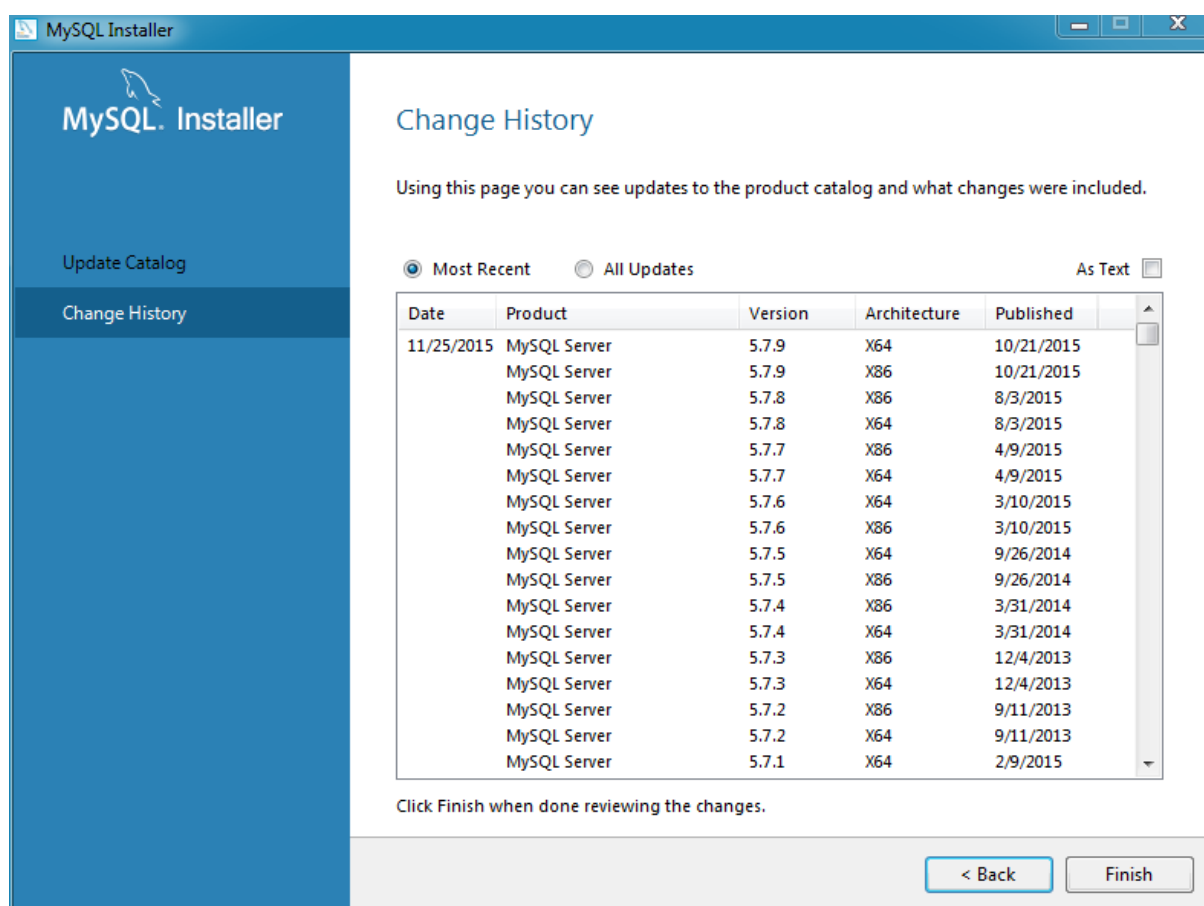 MySQL Installer
MySQL. Installer
Update Catalog
Change History
Change History
Using this page you can see updates to the product catalog and what changes were included.
Most Recent All Updates As Text
Date Product Version Architecture Published
11/25/2015 MySQL Server 5.7.9 X64 10/21/2015
MySQL Server 5.7.9 X86 10/21/2015
MySQL Server 5.7.8 X86 8/3/2015
MySQL Server 5.7.8 X64 8/3/2015
MySQL Server 5.7.7 X86 4/9/2015
MySQL Server 5.7.7 X64 4/9/2015
MySQL Server 5.7.6 X64 3/10/2015
MySQL Server 5.7.6 X86 3/10/2015
MySQL Server 5.7.5 X64 9/26/2014
MySQL Server 5.7.5 X86 9/26/2014
MySQL Server 5.7.4 X86 3/31/2014
MySQL Server 5.7.4 X64 3/31/2014
MySQL Server 5.7.3 X86 12/4/2013
MySQL Server 5.7.3 X64 12/4/2013
MySQL Server 5.7.2 X86 9/11/2013
MySQL Server 5.7.2 X64 9/11/2013
MySQL Server 5.7.1 X64 2/9/2015
Click Finish when done reviewing the changes.
< Back Finish